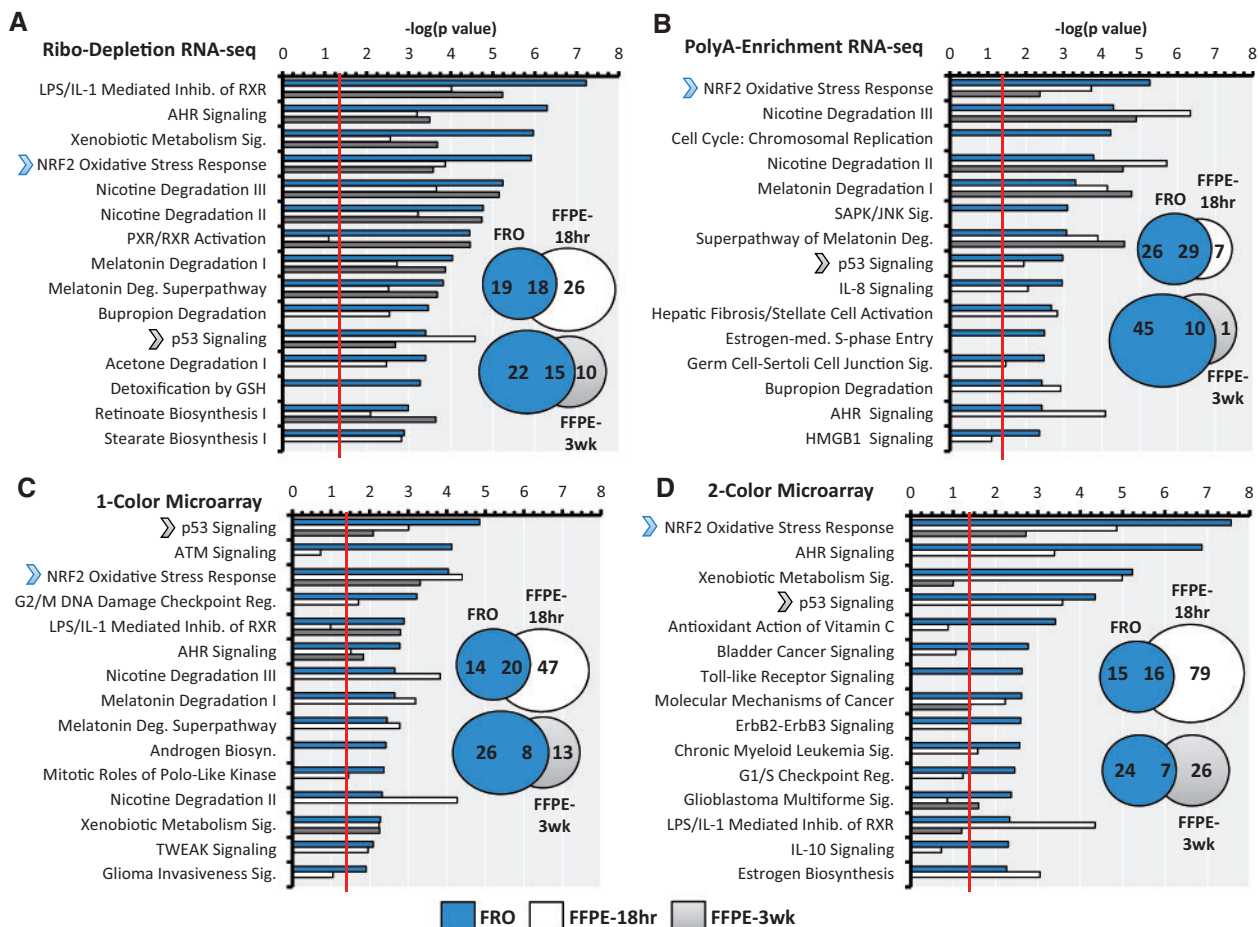 A
Ribo-Depletion RNA-seq
-log(p value)
0 1 2 3 4 5 6 7 8
LPS/IL-1 Mediated Inhib. of RXR
AHR Signaling
Xenobiotic Metabolism Sig.
NRF2 Oxidative Stress Response
Nicotine Degradation III
Nicotine Degradation II
PXR/RXR Activation
Melatonin Degradation I
Melatonin Deg. Superpathway
Bupropion Degradation
p53 Signaling
Acetone Degradation I
Detoxification by GSH
Retinoate Biosynthesis I
Stearate Biosynthesis I
FRO
FFPE-
18hr
19 18 26
22 15 10
FFPE-
3wk
B
PolyA-Enrichment RNA-seq
-log(p value)
0 1 2 3 4 5 6 7 8
NRF2 Oxidative Stress Response
Nicotine Degradation III
Cell Cycle: Chromosomal Replication
Nicotine Degradation II
Melatonin Degradation I
SAPK/JNK Sig.
Superpathway of Melatonin Deg.
p53 Signaling
IL-8 Signaling
Hepatic Fibrosis/Stellate Cell Activation
Estrogen-med. S-phase Entry
Germ Cell-Sertoli Cell Junction Sig.
Bupropion Degradation
AHR Signaling
HMGB1 Signaling
FRO
FFPE-
18hr
26 29 7
45 10 1
FFPE-
3wk
C
1-Color Microarray
0 1 2 3 4 5 6 7 8
p53 Signaling
ATM Signaling
NRF2 Oxidative Stress Response
G2/M DNA Damage Checkpoint Reg.
LPS/IL-1 Mediated Inhib. of RXR
AHR Signaling
Nicotine Degradation III
Melatonin Degradation I
Melatonin Deg. Superpathway
Androgen Biosyn.
Mitotic Roles of Polo-Like Kinase
Nicotine Degradation II
Xenobiotic Metabolism Sig.
TWEAK Signaling
Glioma Invasiveness Sig.
FRO
FFPE-
18hr
14 20 47
26 8 13
FFPE-
3wk
D
2-Color Microarray
0 1 2 3 4 5 6 7 8
NRF2 Oxidative Stress Response
AHR Signaling
Xenobiotic Metabolism Sig.
p53 Signaling
Antioxidant Action of Vitamin C
Bladder Cancer Signaling
Toll-like Receptor Signaling
Molecular Mechanisms of Cancer
ErbB2-ErbB3 Signaling
Chronic Myeloid Leukemia Sig.
G1/S Checkpoint Reg.
Glioblastoma Multiforme Sig.
LPS/IL-1 Mediated Inhib. of RXR
IL-10 Signaling
Estrogen Biosynthesis
FRO
FFPE-
18hr
15 16 79
24 7 26
FFPE-
3wk
FRO FFPE-18hr FFPE-3wk